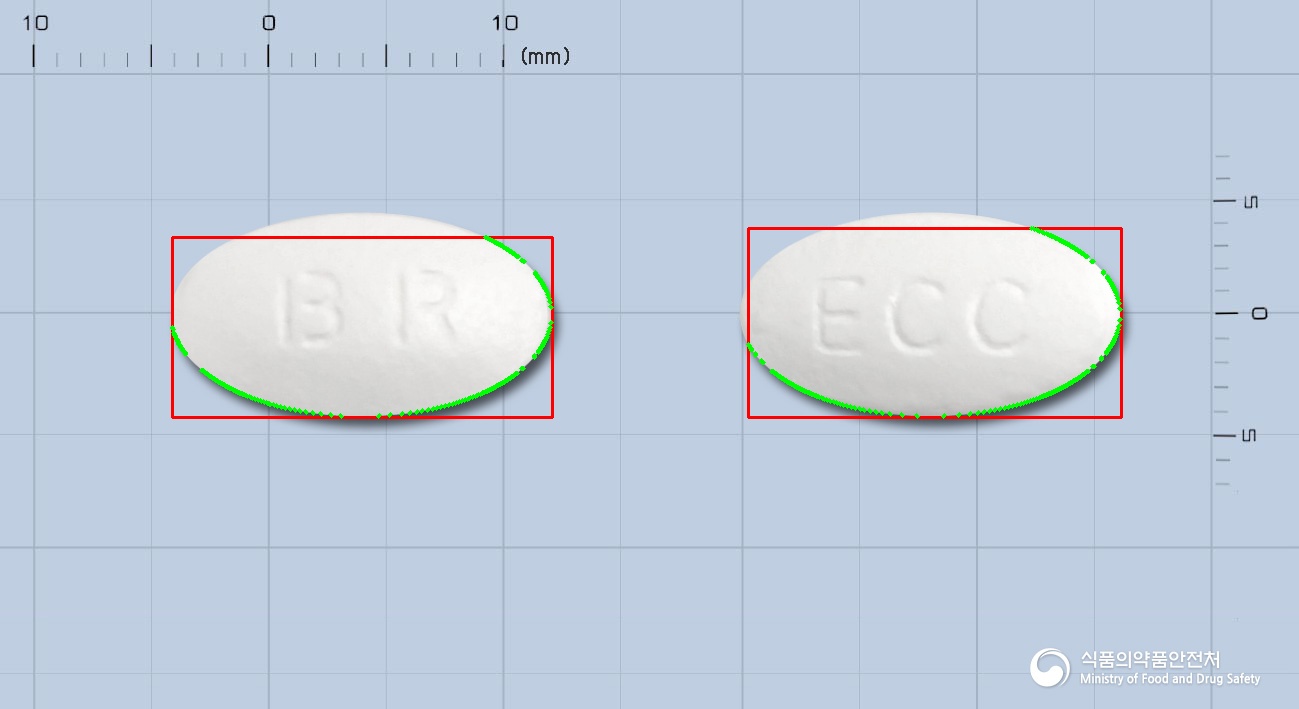 10 0 10
(mm)
5
BR
ECC
0
5
식품의약품안전처
Ministry of Food and Drug Safety